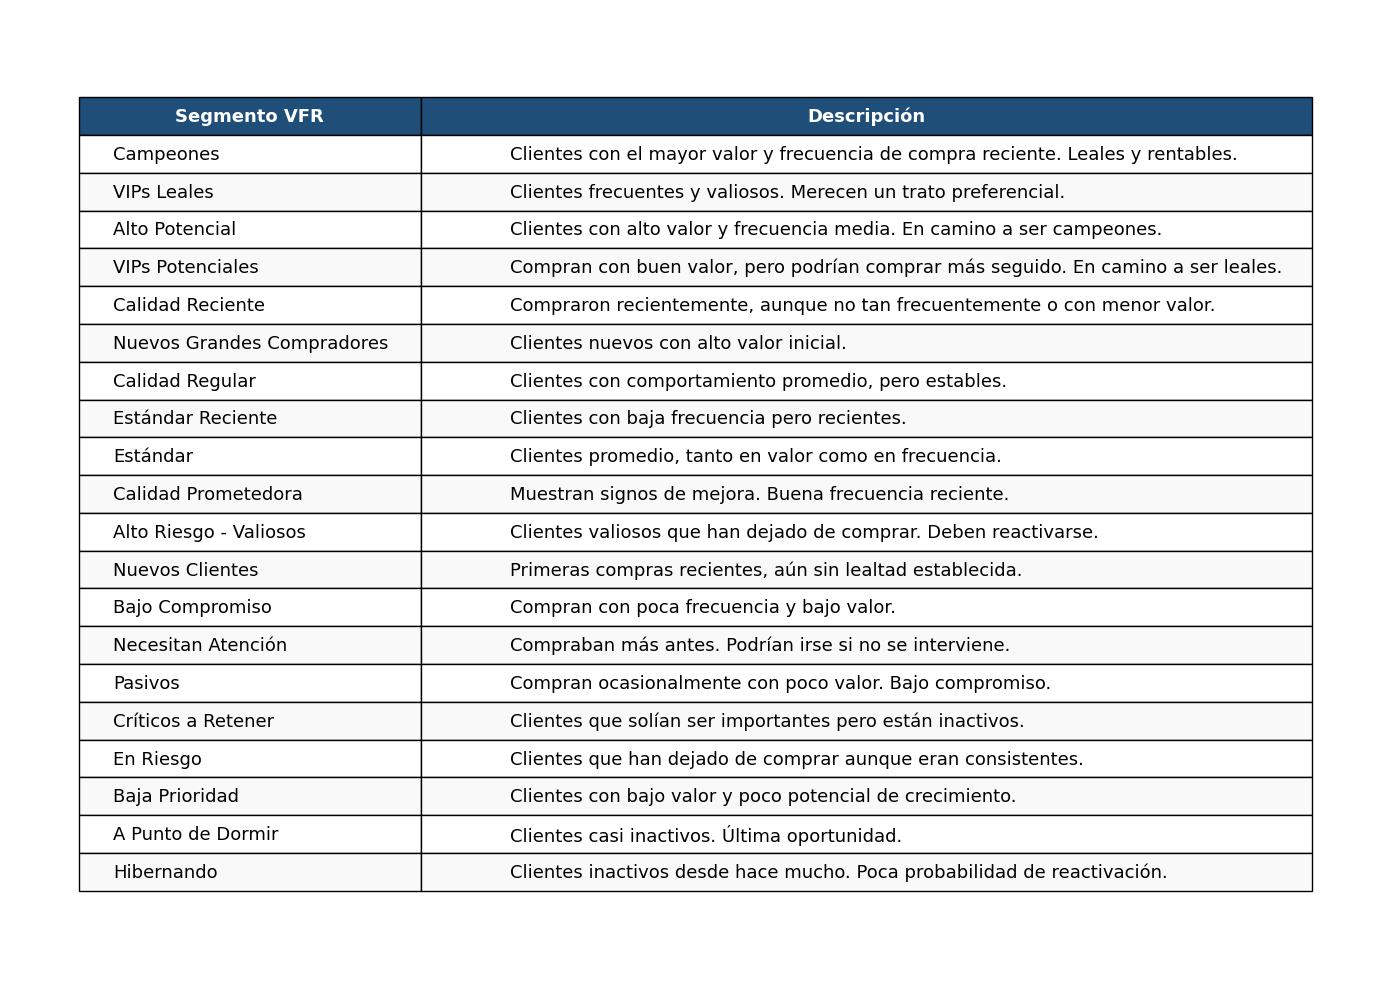 Segmento VFR Descripción
Campeones Clientes con el mayor valor y frecuencia de compra reciente. Leales y rentables.
VIPs Leales Clientes frecuentes y valiosos. Merecen un trato preferencial.
Alto Potencial Clientes con alto valor y frecuencia media. En camino a ser campeones.
VIPs Potenciales Compran con buen valor, pero podrían comprar más seguido. En camino a ser leales.
Calidad Reciente Compraron recientemente, aunque no tan frecuentemente o con menor valor.
Nuevos Grandes Compradores Clientes nuevos con alto valor inicial.
Calidad Regular Clientes con comportamiento promedio, pero estables.
Estándar Reciente Clientes con baja frecuencia pero recientes.
Estándar Clientes promedio, tanto en valor como en frecuencia.
Calidad Prometedora Muestran signos de mejora. Buena frecuencia reciente.
Alto Riesgo - Valiosos Clientes valiosos que han dejado de comprar. Deben reactivarse.
Nuevos Clientes Primeras compras recientes, aún sin lealtad establecida.
Bajo Compromiso Compran con poca frecuencia y bajo valor.
Necesitan Atención Compraban más antes. Podrían irse si no se interviene.
Pasivos Compran ocasionalmente con poco valor. Bajo compromiso.
Críticos a Retener Clientes que solían ser importantes pero están inactivos.
En Riesgo Clientes que han dejado de comprar aunque eran consistentes.
Baja Prioridad Clientes con bajo valor y poco potencial de crecimiento.
A Punto de Dormir Clientes casi inactivos. Última oportunidad.
Hibernando Clientes inactivos desde hace mucho. Poca probabilidad de reactivación.